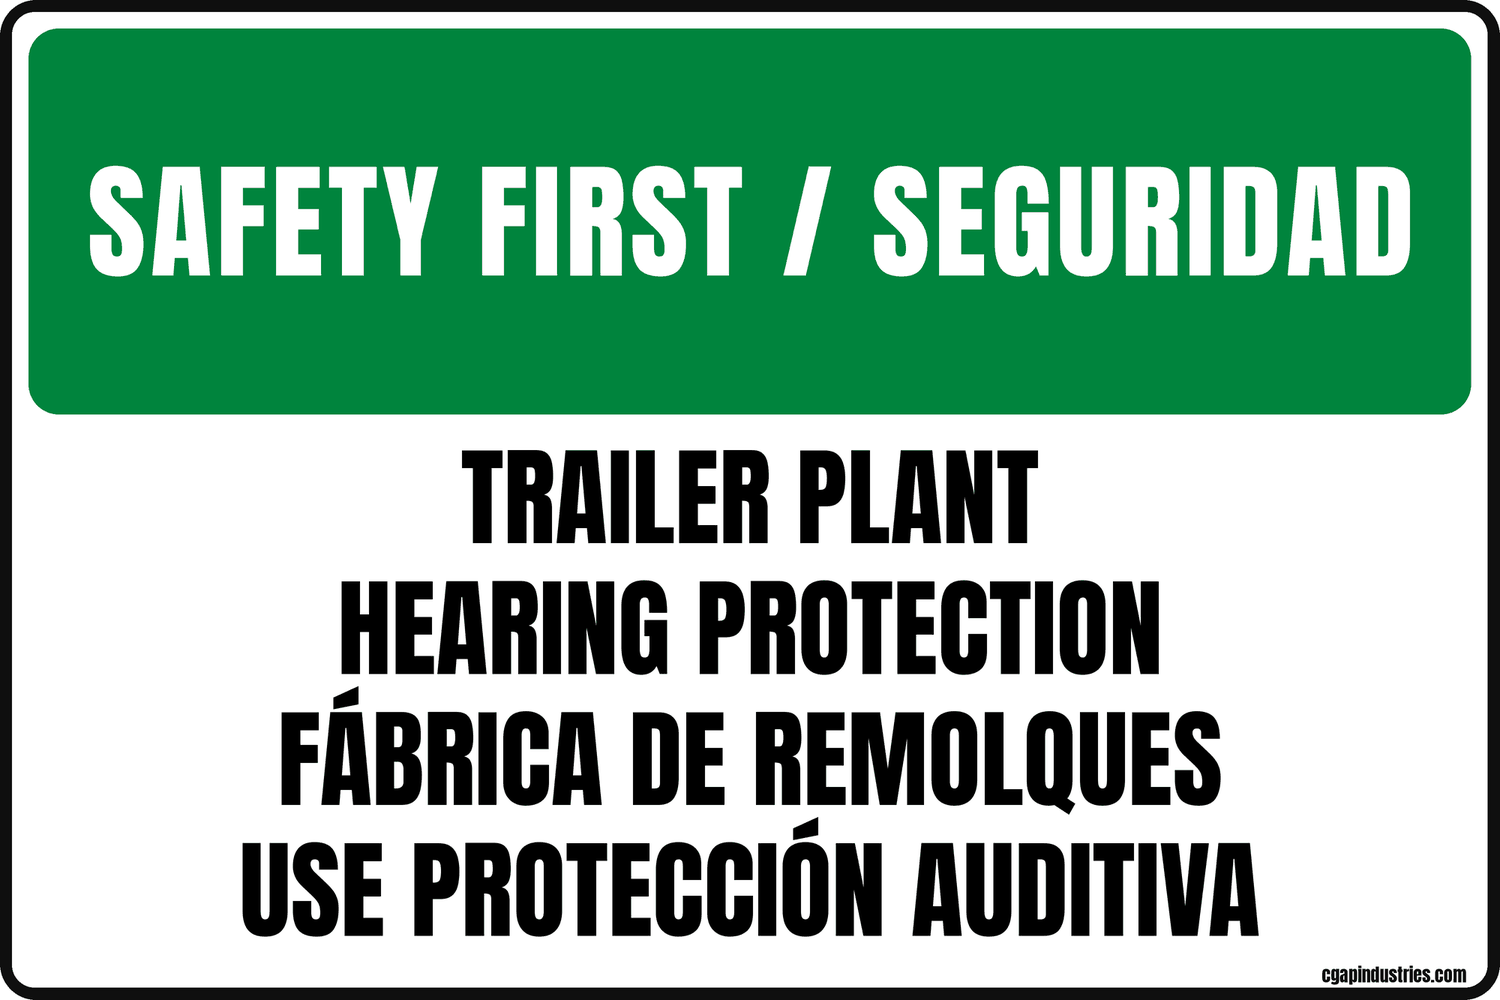 SAFETY FIRST / SEGURIDAD
TRAILER PLANT
HEARING PROTECTION
FÁBRICA DE REMOLQUES
USE PROTECCIÓN AUDITIVA
cgapindustries.com